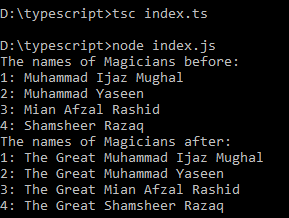 D:\typescript>tsc index.ts
D:\typescript>node index.js
The names of Magicians before:
1: Muhammad Ijaz Mughal
2: Muhammad Yaseen
3: Mian Afzal Rashid
4: Shamsheer Razaq
The names of Magicians after:
1: The Great Muhammad Ijaz Mughal
2: The Great Muhammad Yaseen
3: The Great Mian Afzal Rashid
4: The Great Shamsheer Razaq